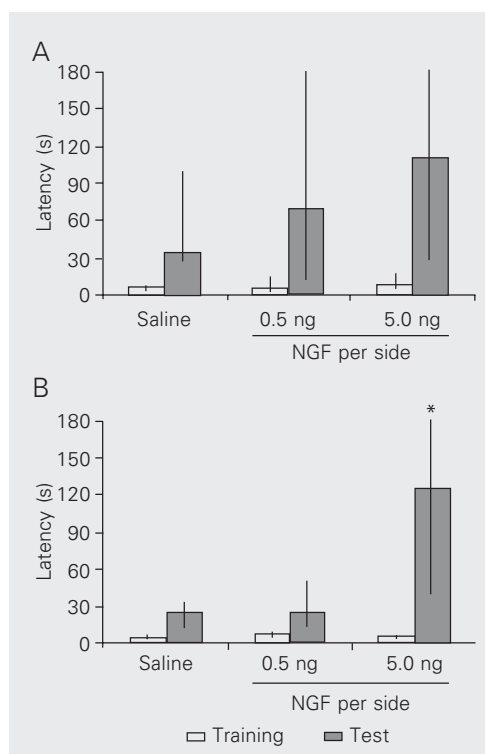 A
Latency (s)
180
150
120
90
60
30
0
Saline
0.5 ng
5.0 ng
NGF per side
B
Latency (s)
180
150
120
90
60
30
0
*
Saline
0.5 ng
5.0 ng
NGF per side
Training
Test